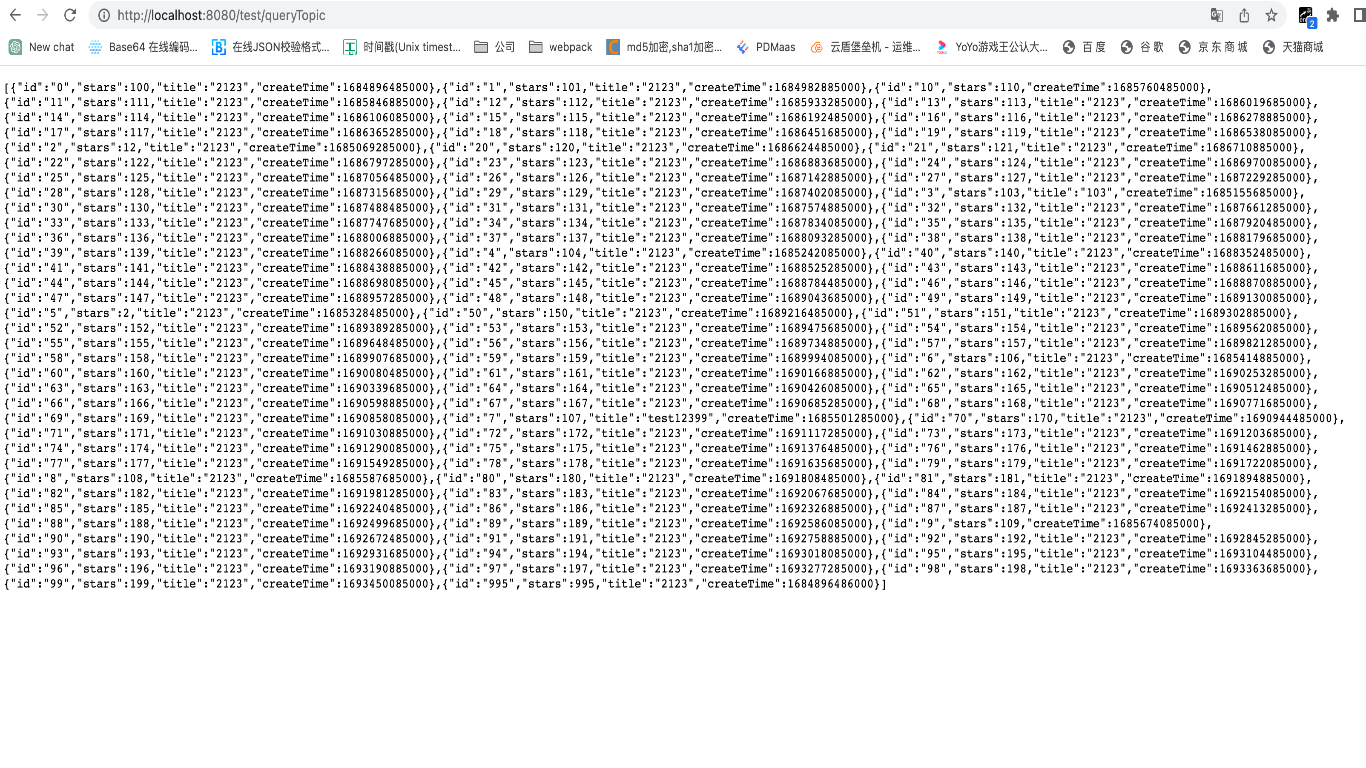 http://localhost:8080/test/queryTopic
2
New chat Base64 在线编码... 在线JSON校验格式... 时间戳(Unix timest... 公司 webpack md5加密,sha1加密... PDMaas 云盾堡垒机 – 运维... YoYo游戏王公认大... 百 度 谷 歌 京 东 商 城 天猫商城
[{"id":"0","stars":100,"title":"2123","createTime":1684896485000},{"id":"1","stars":101,"title":"2123","createTime":1684982885000},{"id":"10","stars":110,"createTime":1685760485000},
{"id":"11","stars":111,"title":"2123","createTime":1685846885000},{"id":"12","stars":112,"title":"2123","createTime":1685933285000},{"id":"13","stars":113,"title":"2123","createTime":1686019685000},
{"id":"14","stars":114,"title":"2123","createTime":1686106085000},{"id":"15","stars":115,"title":"2123","createTime":1686192485000},{"id":"16","stars":116,"title":"2123","createTime":1686278885000},
{"id":"17","stars":117,"title":"2123","createTime":1686365285000},{"id":"18","stars":118,"title":"2123","createTime":1686451685000},{"id":"19","stars":119,"title":"2123","createTime":1686538085000},
{"id":"2","stars":12,"title":"2123","createTime":1685069285000},{"id":"20","stars":120,"title":"2123","createTime":1686624485000},{"id":"21","stars":121,"title":"2123","createTime":1686710885000},
{"id":"22","stars":122,"title":"2123","createTime":1686797285000},{"id":"23","stars":123,"title":"2123","createTime":1686883685000},{"id":"24","stars":124,"title":"2123","createTime":1686970085000},
{"id":"25","stars":125,"title":"2123","createTime":1687056485000},{"id":"26","stars":126,"title":"2123","createTime":1687142885000},{"id":"27","stars":127,"title":"2123","createTime":1687229285000},
{"id":"28","stars":128,"title":"2123","createTime":1687315685000},{"id":"29","stars":129,"title":"2123","createTime":1687402085000},{"id":"3","stars":103,"title":"103","createTime":1685155685000},
{"id":"30","stars":130,"title":"2123","createTime":1687488485000},{"id":"31","stars":131,"title":"2123","createTime":1687574885000},{"id":"32","stars":132,"title":"2123","createTime":1687661285000},
{"id":"33","stars":133,"title":"2123","createTime":1687747685000},{"id":"34","stars":134,"title":"2123","createTime":1687834085000},{"id":"35","stars":135,"title":"2123","createTime":1687920485000},
{"id":"36","stars":136,"title":"2123","createTime":1688006885000},{"id":"37","stars":137,"title":"2123","createTime":1688093285000},{"id":"38","stars":138,"title":"2123","createTime":1688179685000},
{"id":"39","stars":139,"title":"2123","createTime":1688266085000},{"id":"4","stars":104,"title":"2123","createTime":1685242085000},{"id":"40","stars":140,"title":"2123","createTime":1688352485000},
{"id":"41","stars":141,"title":"2123","createTime":1688438885000},{"id":"42","stars":142,"title":"2123","createTime":1688525285000},{"id":"43","stars":143,"title":"2123","createTime":1688611685000},
{"id":"44","stars":144,"title":"2123","createTime":1688698085000},{"id":"45","stars":145,"title":"2123","createTime":1688784485000},{"id":"46","stars":146,"title":"2123","createTime":1688870885000},
{"id":"47","stars":147,"title":"2123","createTime":1688957285000},{"id":"48","stars":148,"title":"2123","createTime":1689043685000},{"id":"49","stars":149,"title":"2123","createTime":1689130085000},
{"id":"5","stars":2,"title":"2123","createTime":1685328485000},{"id":"50","stars":150,"title":"2123","createTime":1689216485000},{"id":"51","stars":151,"title":"2123","createTime":1689302885000},
{"id":"52","stars":152,"title":"2123","createTime":1689389285000},{"id":"53","stars":153,"title":"2123","createTime":1689475685000},{"id":"54","stars":154,"title":"2123","createTime":1689562085000},
{"id":"55","stars":155,"title":"2123","createTime":1689648485000},{"id":"56","stars":156,"title":"2123","createTime":1689734885000},{"id":"57","stars":157,"title":"2123","createTime":1689821285000},
{"id":"58","stars":158,"title":"2123","createTime":1689907685000},{"id":"59","stars":159,"title":"2123","createTime":1689994085000},{"id":"6","stars":106,"title":"2123","createTime":1685414885000},
{"id":"60","stars":160,"title":"2123","createTime":1690080485000},{"id":"61","stars":161,"title":"2123","createTime":1690166885000},{"id":"62","stars":162,"title":"2123","createTime":1690253285000},
{"id":"63","stars":163,"title":"2123","createTime":1690339685000},{"id":"64","stars":164,"title":"2123","createTime":1690426085000},{"id":"65","stars":165,"title":"2123","createTime":1690512485000},
{"id":"66","stars":166,"title":"2123","createTime":1690598885000},{"id":"67","stars":167,"title":"2123","createTime":1690685285000},{"id":"68","stars":168,"title":"2123","createTime":1690771685000},
{"id":"69","stars":169,"title":"2123","createTime":1690858085000},{"id":"7","stars":107,"title":"test12399","createTime":1685501285000},{"id":"70","stars":170,"title":"2123","createTime":1690944485000},
{"id":"71","stars":171,"title":"2123","createTime":1691030885000},{"id":"72","stars":172,"title":"2123","createTime":1691117285000},{"id":"73","stars":173,"title":"2123","createTime":1691203685000},
{"id":"74","stars":174,"title":"2123","createTime":1691290085000},{"id":"75","stars":175,"title":"2123","createTime":1691376485000},{"id":"76","stars":176,"title":"2123","createTime":1691462885000},
{"id":"77","stars":177,"title":"2123","createTime":1691549285000},{"id":"78","stars":178,"title":"2123","createTime":1691635685000},{"id":"79","stars":179,"title":"2123","createTime":1691722085000},
{"id":"8","stars":108,"title":"2123","createTime":1685587685000},{"id":"80","stars":180,"title":"2123","createTime":1691808485000},{"id":"81","stars":181,"title":"2123","createTime":1691894885000},
{"id":"82","stars":182,"title":"2123","createTime":1691981285000},{"id":"83","stars":183,"title":"2123","createTime":1692067685000},{"id":"84","stars":184,"title":"2123","createTime":1692154085000},
{"id":"85","stars":185,"title":"2123","createTime":1692240485000},{"id":"86","stars":186,"title":"2123","createTime":1692326885000},{"id":"87","stars":187,"title":"2123","createTime":1692413285000},
{"id":"88","stars":188,"title":"2123","createTime":1692499685000},{"id":"89","stars":189,"title":"2123","createTime":1692586085000},{"id":"9","stars":109,"createTime":1685674085000},
{"id":"90","stars":190,"title":"2123","createTime":1692672485000},{"id":"91","stars":191,"title":"2123","createTime":1692758885000},{"id":"92","stars":192,"title":"2123","createTime":1692845285000},
{"id":"93","stars":193,"title":"2123","createTime":1692931685000},{"id":"94","stars":194,"title":"2123","createTime":1693018085000},{"id":"95","stars":195,"title":"2123","createTime":1693104485000},
{"id":"96","stars":196,"title":"2123","createTime":1693190885000},{"id":"97","stars":197,"title":"2123","createTime":1693277285000},{"id":"98","stars":198,"title":"2123","createTime":1693363685000},
{"id":"99","stars":199,"title":"2123","createTime":1693450085000},{"id":"995","stars":995,"title":"2123","createTime":1684896486000}]